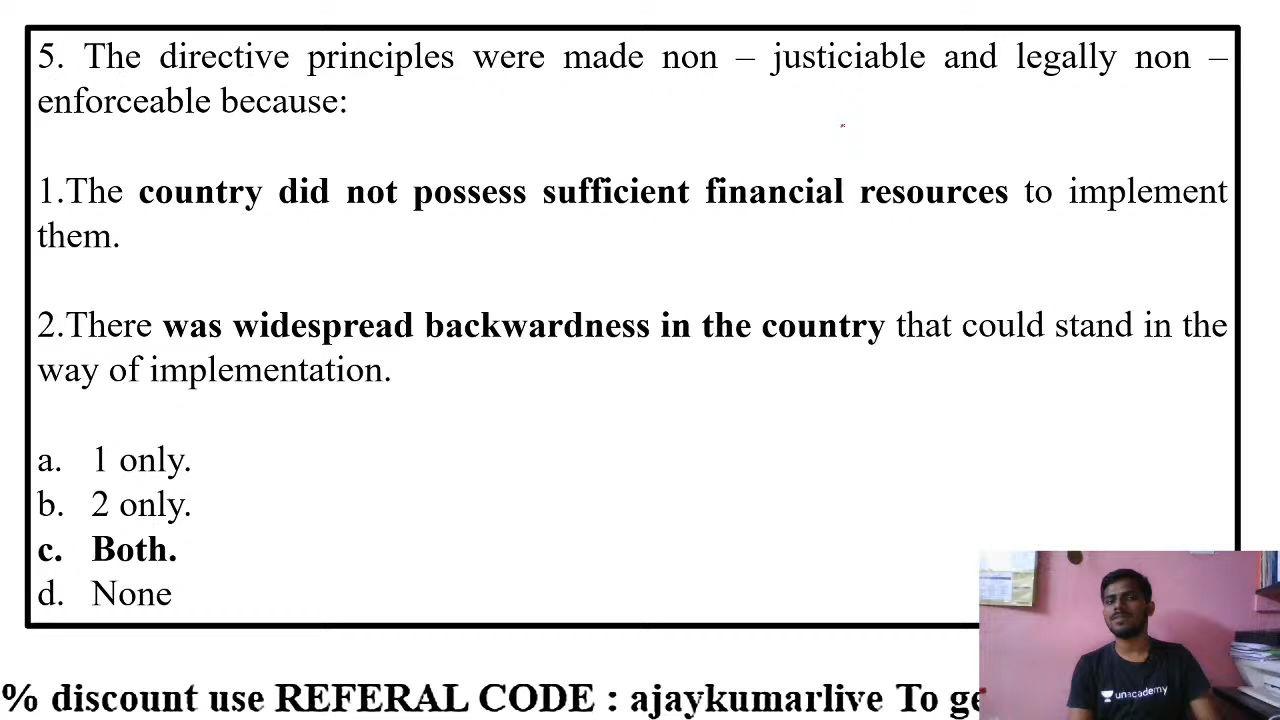 5. The directive principles were made non – justiciable and legally non –
enforceable because:
1.The country did not possess sufficient financial resources to implement
them.
2.There was widespread backwardness in the country that could stand in the
way of implementation.
a. 1 only.
b. 2 only.
c. Both.
d. None
unacademy
% discount use REFERAL CODE : ajaykumarlive To ge